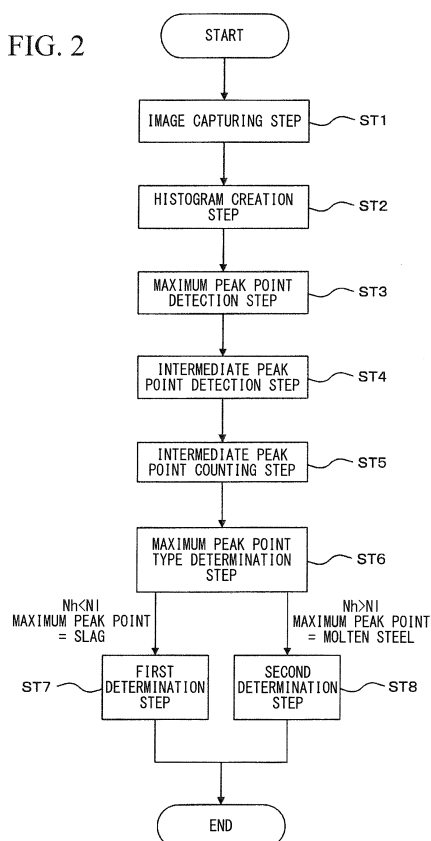 FIG. 2
START
IMAGE CAPTURING STEP
ST1
HISTOGRAM CREATION
STEP
ST2
MAXIMUM PEAK POINT
DETECTION STEP
ST3
INTERMEDIATE PEAK
POINT DETECTION STEP
ST4
INTERMEDIATE PEAK
POINT COUNTING STEP
ST5
MAXIMUM PEAK POINT
TYPE DETERMINATION
STEP
ST6
Nh<Nl
MAXIMUM PEAK POINT
= SLAG
Nh>Nl
MAXIMUM PEAK POINT
= MOLTEN STEEL
ST7
FIRST
DETERMINATION
STEP
SECOND
DETERMINATION
STEP
ST8
END